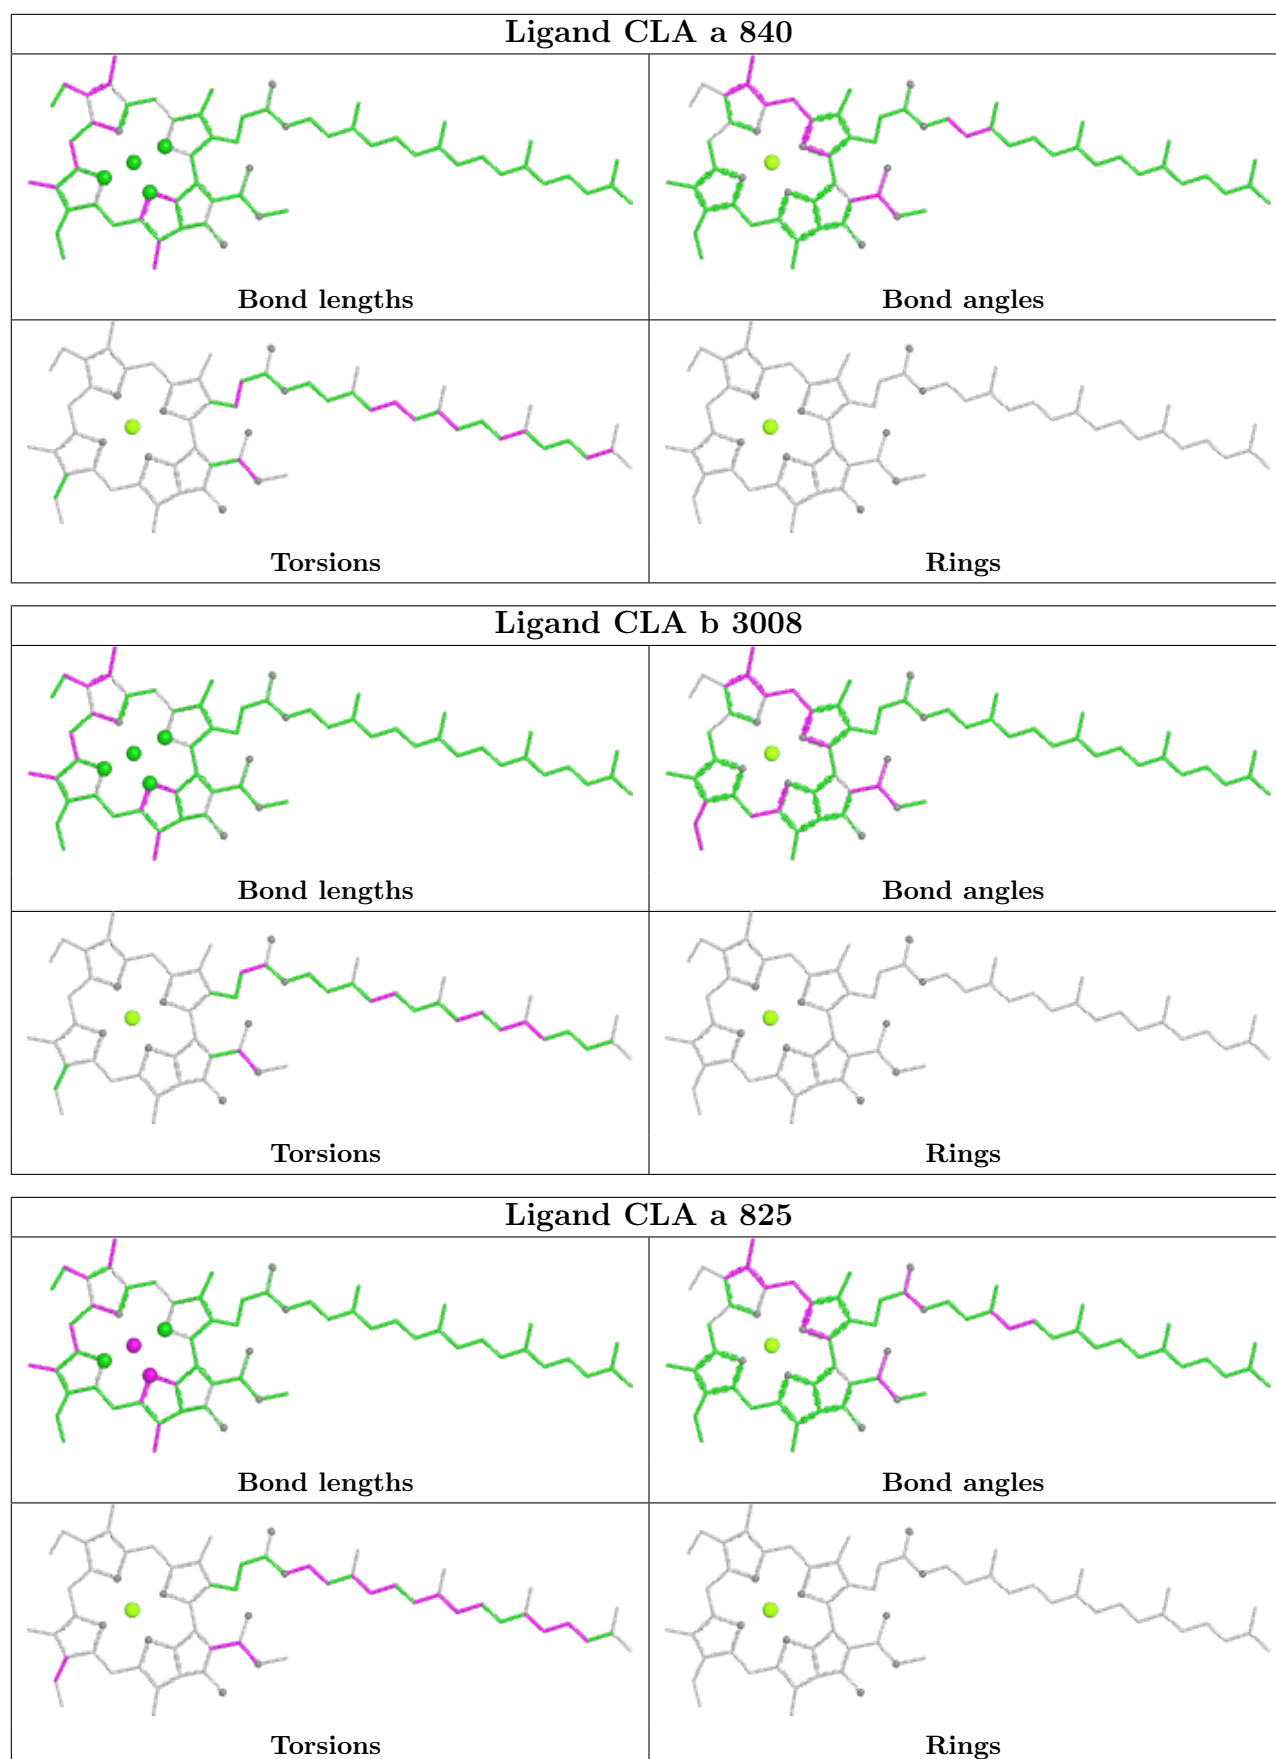 Ligand CLA a 840
Bond lengths
Bond angles
Torsions
Rings
Ligand CLA b 3008
Bond lengths
Bond angles
Torsions
Rings
Ligand CLA a 825
Bond lengths
Bond angles
Torsions
Rings